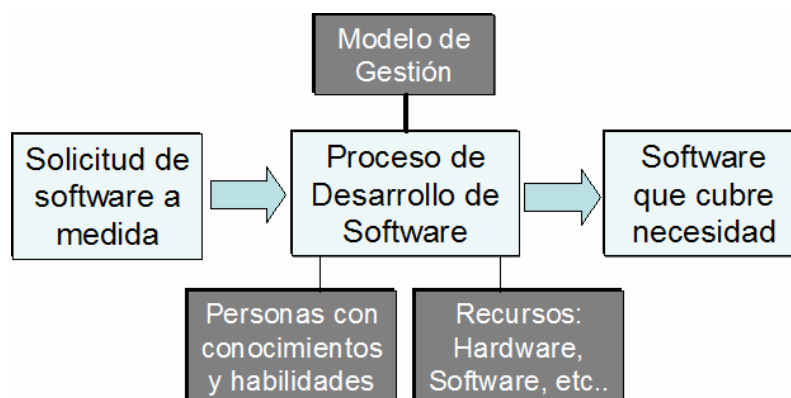 Modelo de
Gestión
Solicitud de
software a
medida
Proceso de
Desarrollo de
Software
Software
que cubre
necesidad
Personas con
conocimientos
y habilidades
Recursos:
Hardware,
Software, etc..